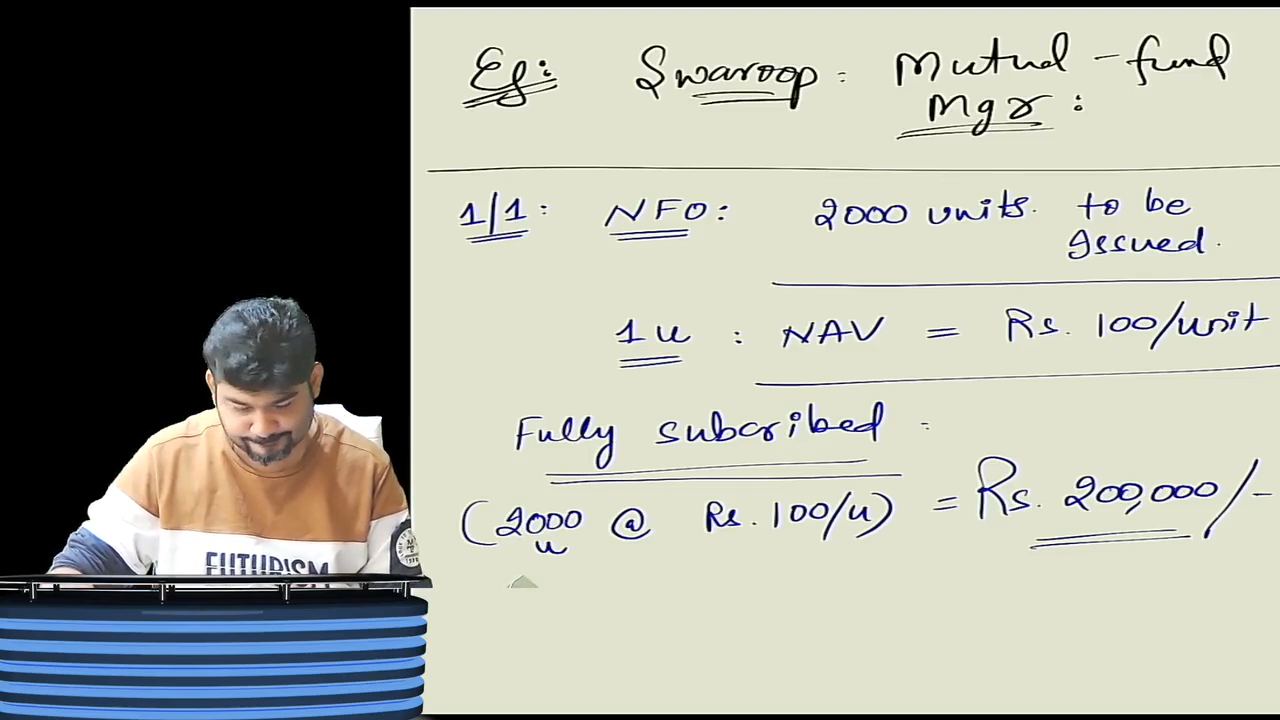 Eg: Swaroop: Mutual-fund
Mgr:
1/1: NFO: 2000 units. to be
issued.
1 u : NAV = Rs. 100/unit
Fully subcribed :
(2000 @ Rs. 100/u) = Rs. 200,000/-
u
FUTURISM